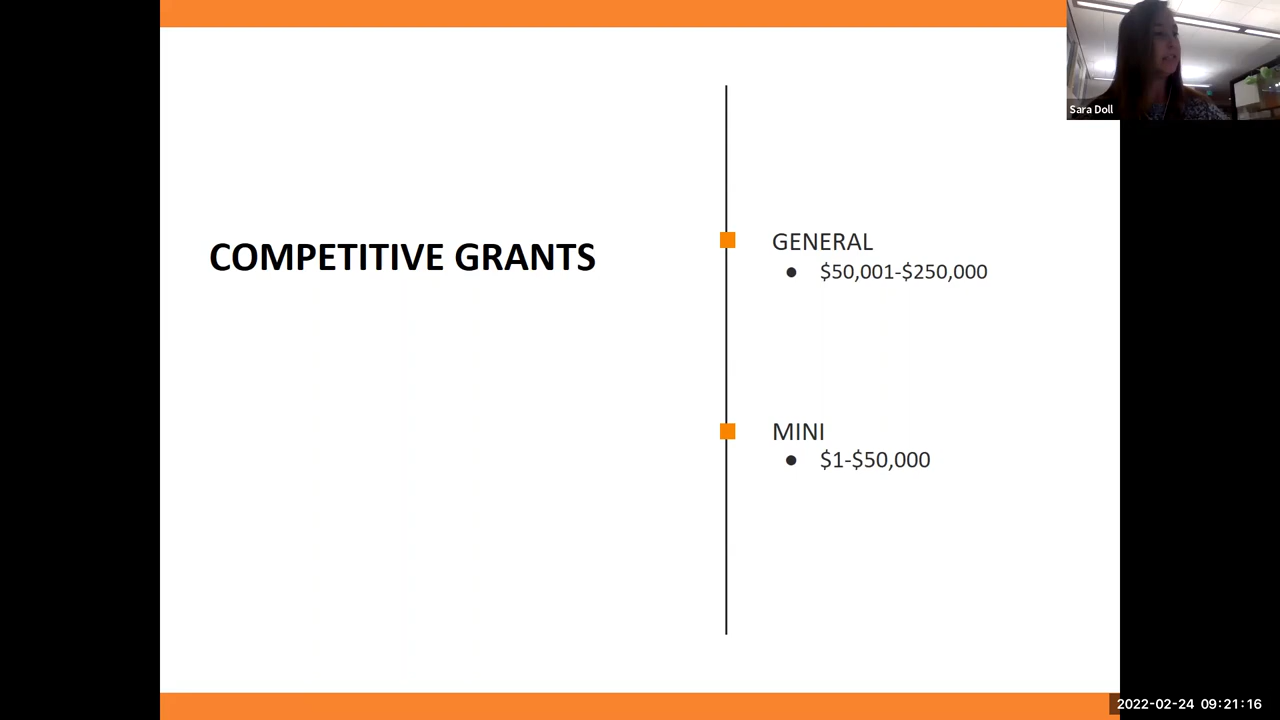 COMPETITIVE GRANTS
GENERAL
● $50,001-$250,000
MINI
● $1-$50,000
Sara Doll
2022-02-24 09:21:16